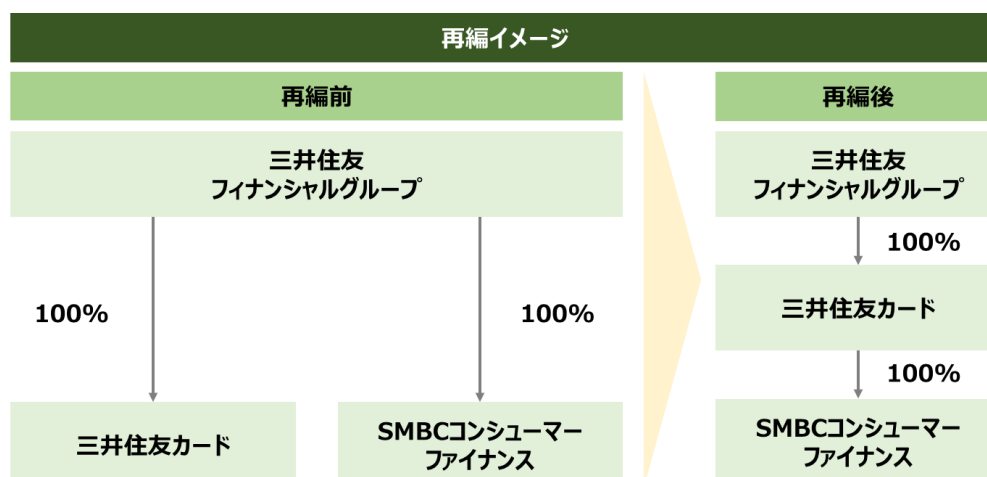 再編イメージ
再編前
三井住友
フィナンシャルグループ
100%
100%
三井住友カード
SMBCコンシューマー
ファイナンス
再編後
三井住友
フィナンシャルグループ
100%
三井住友カード
100%
SMBCコンシューマー
ファイナンス